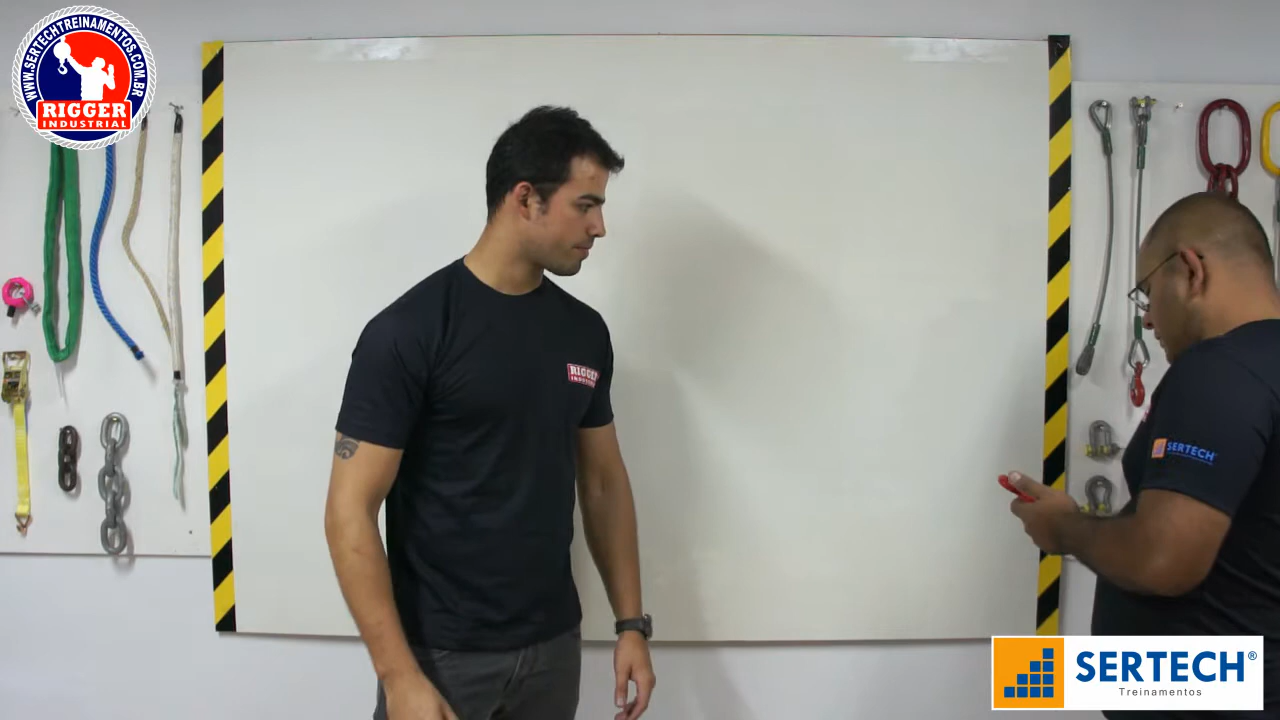 WWW.SERTECHTREINAMENTOS.COM.BR
RIGGER
INDUSTRIAL
RIGGER
SERTECH
SERTECH®
Treinamentos